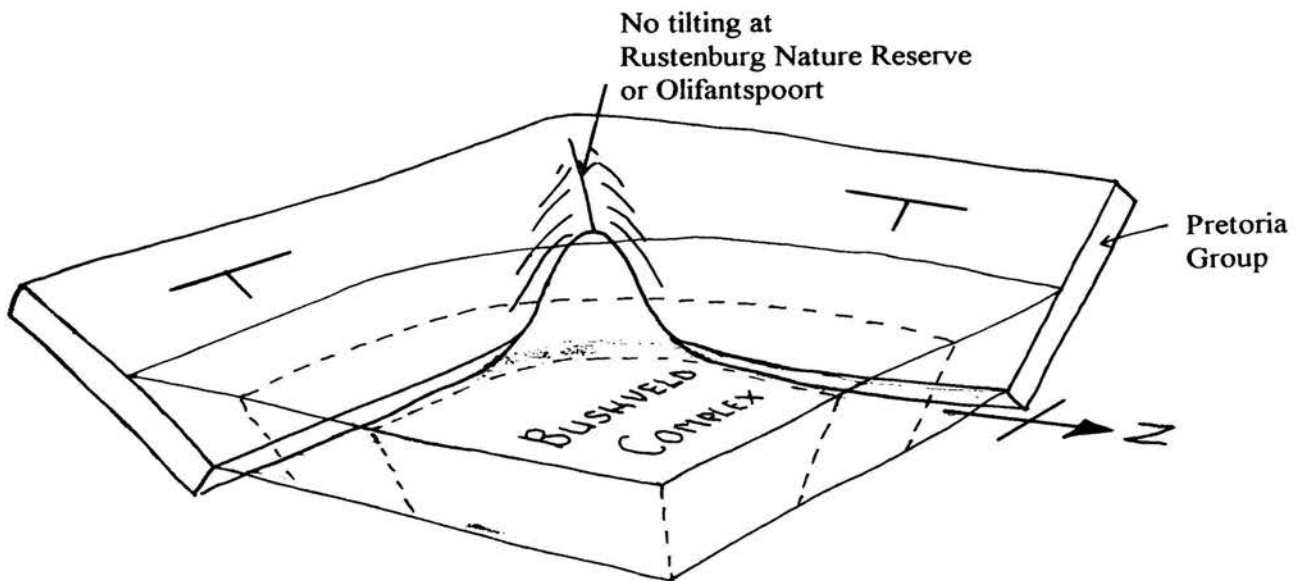 No tilting at
Rustenburg Nature Reserve
or Olifantspoort
Pretoria
Group
BUSHVELD
COMPLEX
N